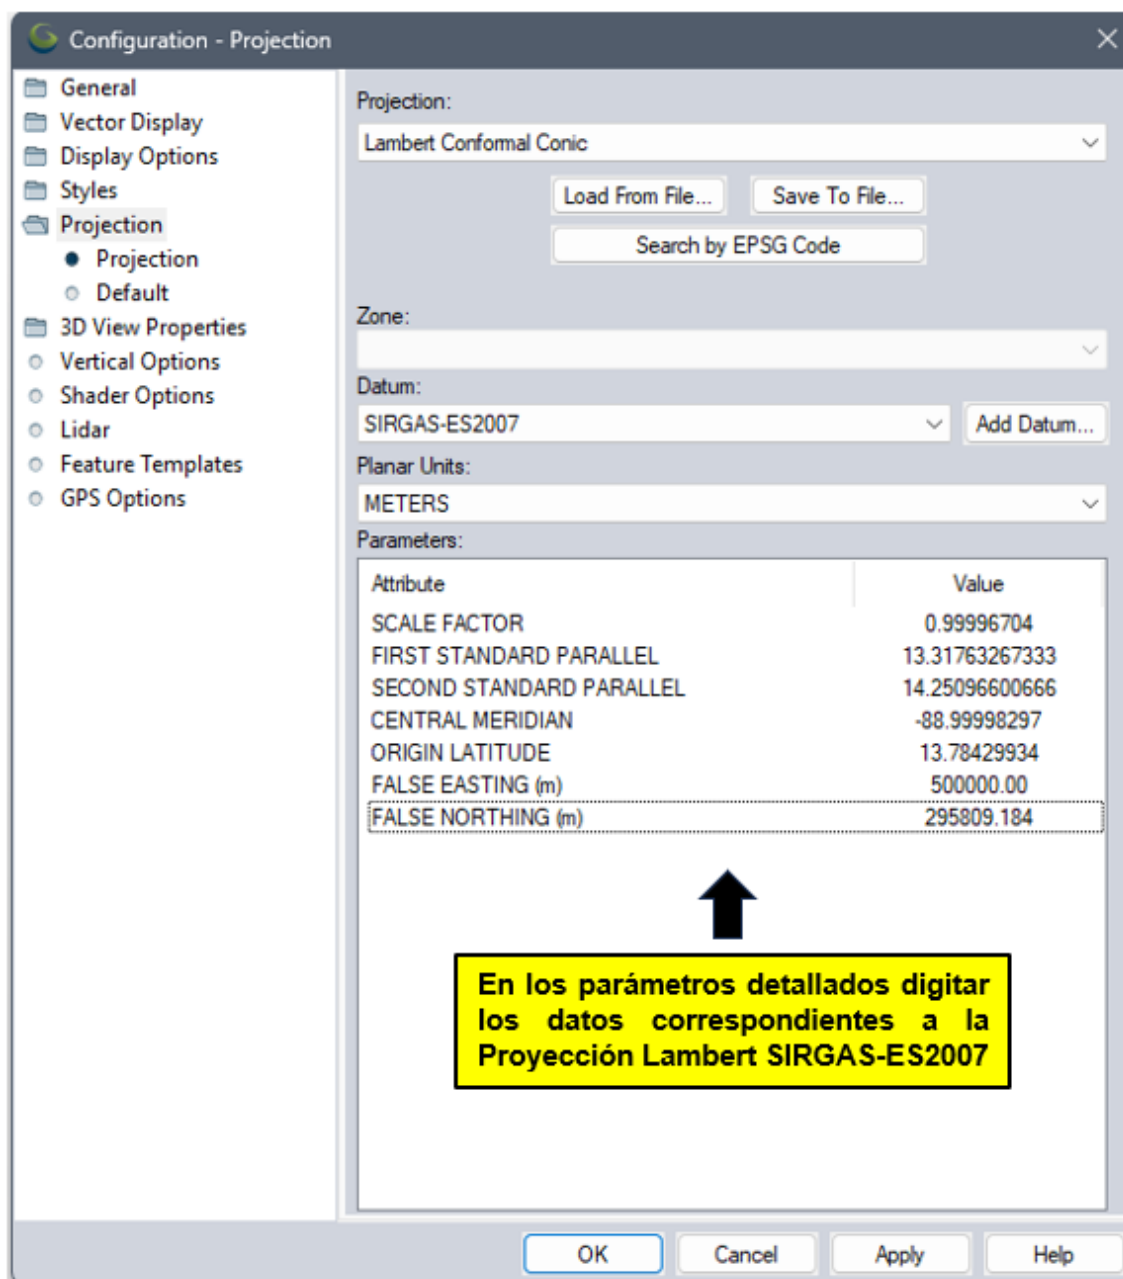 Configuration - Projection
General
Vector Display
Display Options
Styles
Projection
Projection
Default
3D View Properties
Vertical Options
Shader Options
Lidar
Feature Templates
GPS Options
Projection:
Lambert Conformal Conic
Load From File... Save To File...
Search by EPSG Code
Zone:
Datum:
SIRGAS-ES2007 Add Datum...
Planar Units:
METERS
Parameters:
Attribute Value
SCALE FACTOR 0.99996704
FIRST STANDARD PARALLEL 13.31763267333
SECOND STANDARD PARALLEL 14.25096600666
CENTRAL MERIDIAN -88.99998297
ORIGIN LATITUDE 13.78429934
FALSE EASTING (m) 500000.00
FALSE NORTHING (m) 295809.184
En los parámetros detallados digitar
los datos correspondientes a la
Proyección Lambert SIRGAS-ES2007
OK Cancel Apply Help